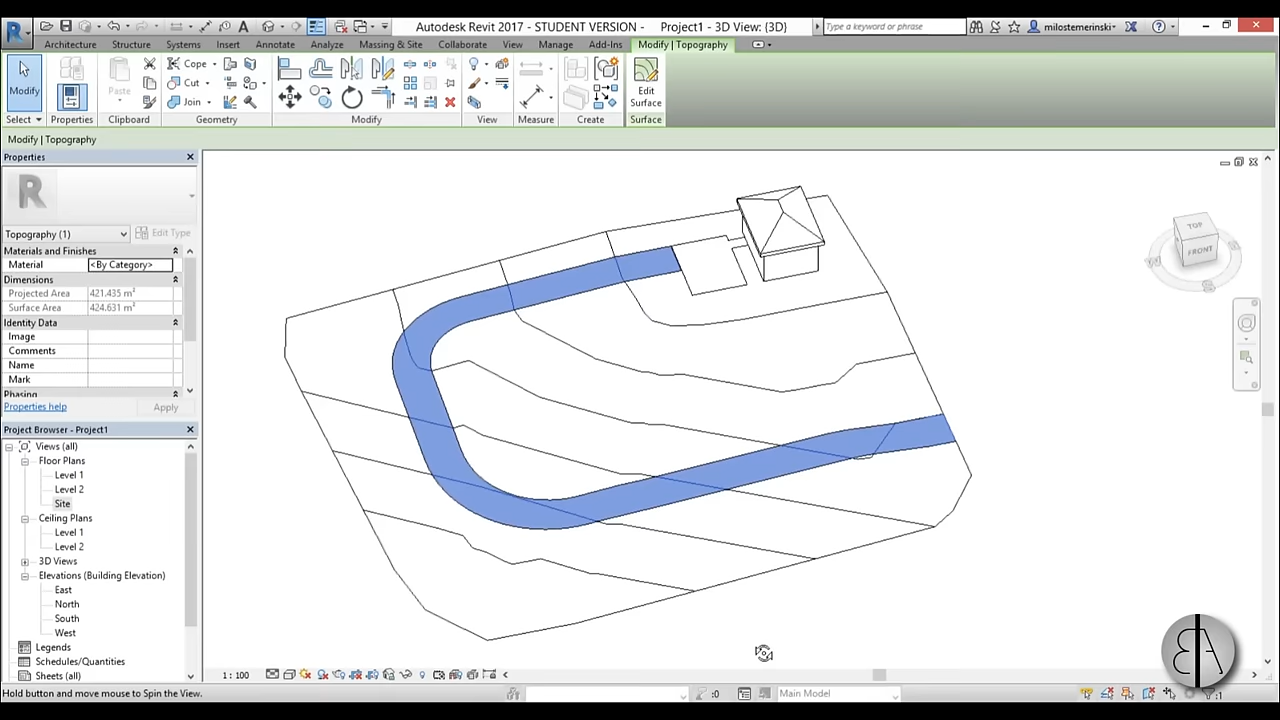 Autodesk Revit 2017 - STUDENT VERSION - Project1 - 3D View: {3D}
Type a keyword or phrase
milostemerinski
Architecture Structure Systems Insert Annotate Analyze Massing & Site Collaborate View Manage Add-Ins Modify | Topography
Modify
Properties
Paste
Cope
Cut
Join
Edit
Surface
Select Properties Clipboard Geometry Modify View Measure Create Surface
Modify | Topography
Properties
Topography (1)
Edit Type
Materials and Finishes
Material <By Category>
Dimensions
Projected Area 421.435 m²
Surface Area 424.631 m²
Identity Data
Image
Comments
Name
Mark
Phasing
Properties help
Apply
Project Browser - Project1
Views (all)
Floor Plans
Level 1
Level 2
Site
Ceiling Plans
Level 1
Level 2
3D Views
Elevations (Building Elevation)
East
North
South
West
Legends
Schedules/Quantities
Sheets (all)
TOP
FRONT
1 : 100
Hold button and move mouse to Spin the View.
:0
Main Model
:1